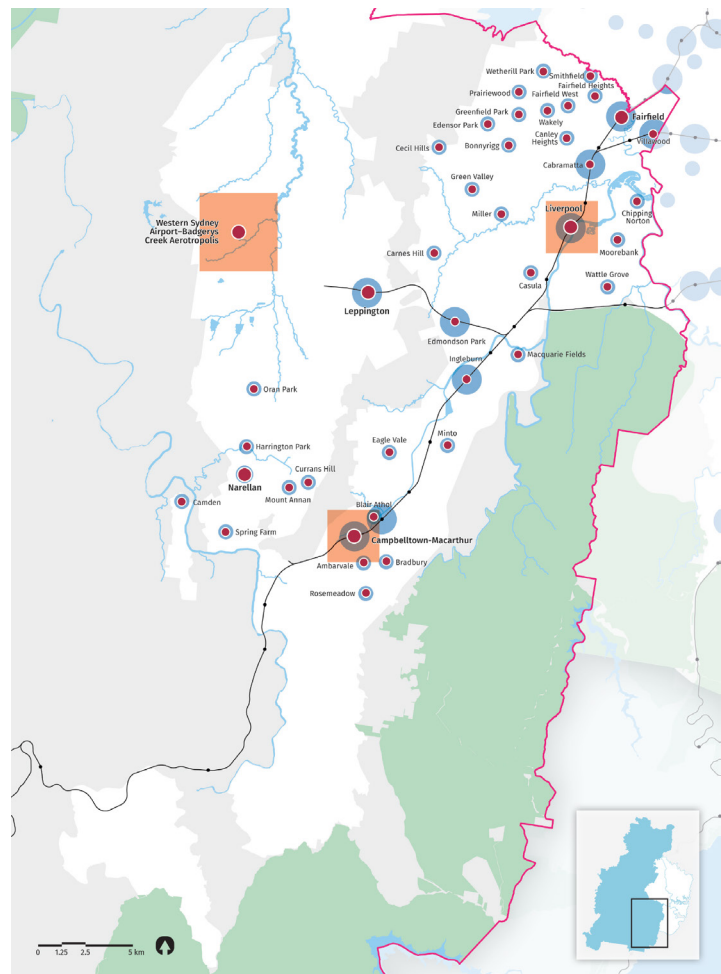 Wetherill Park
Smithfield
Fairfield Heights
Prairiewood
Fairfield West
Greenfield Park
Wakely
Fairfield
Edensor Park
Canley
Heights
Villawood
Cecil Hills
Bonnyrigg
Cabramatta
Green Valley
Miller
Liverpool
Chipping
Norton
Western Sydney
Airport–Badgerys
Creek Aerotropolis
Moorebank
Carnes Hill
Casula
Wattle Grove
Leppington
Edmondson Park
Ingleburn
Macquarie Fields
Oran Park
Harrington Park
Eagle Vale
Minto
Narellan
Currans Hill
Mount Annan
Camden
Blair Athol
Spring Farm
Campbelltown-Macarthur
Ambarvale
Bradbury
Rosemeadow
0 1.25 2.5 5 km